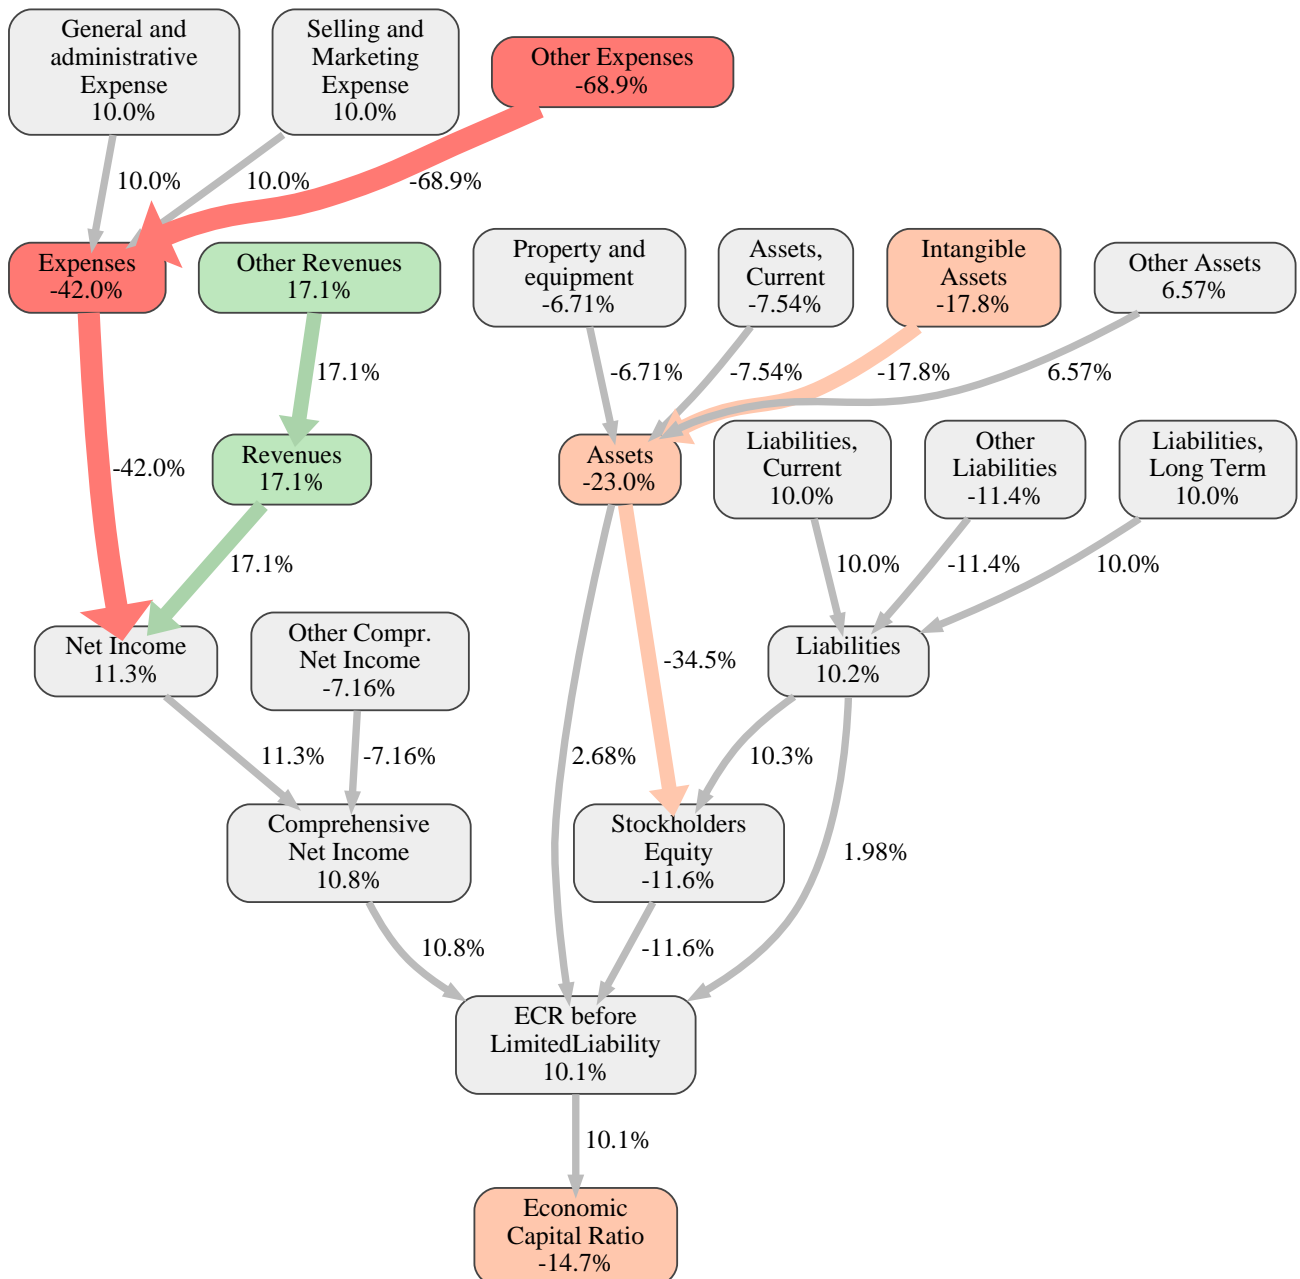 General and
administrative
Expense
10.0%
Selling and
Marketing
Expense
10.0%
Other Expenses
-68.9%
10.0%
10.0%
-68.9%
Expenses
-42.0%
Other Revenues
17.1%
Property and
equipment
-6.71%
Assets,
Current
-7.54%
Intangible
Assets
-17.8%
Other Assets
6.57%
17.1%
-6.71%
-7.54%
-17.8%
6.57%
-42.0%
Revenues
17.1%
Assets
-23.0%
Liabilities,
Current
10.0%
Other
Liabilities
-11.4%
Liabilities,
Long Term
10.0%
17.1%
10.0%
-11.4%
10.0%
Net Income
11.3%
Other Compr.
Net Income
-7.16%
-34.5%
Liabilities
10.2%
11.3%
-7.16%
2.68%
10.3%
Comprehensive
Net Income
10.8%
Stockholders
Equity
-11.6%
1.98%
10.8%
-11.6%
ECR before
LimitedLiability
10.1%
10.1%
Economic
Capital Ratio
-14.7%